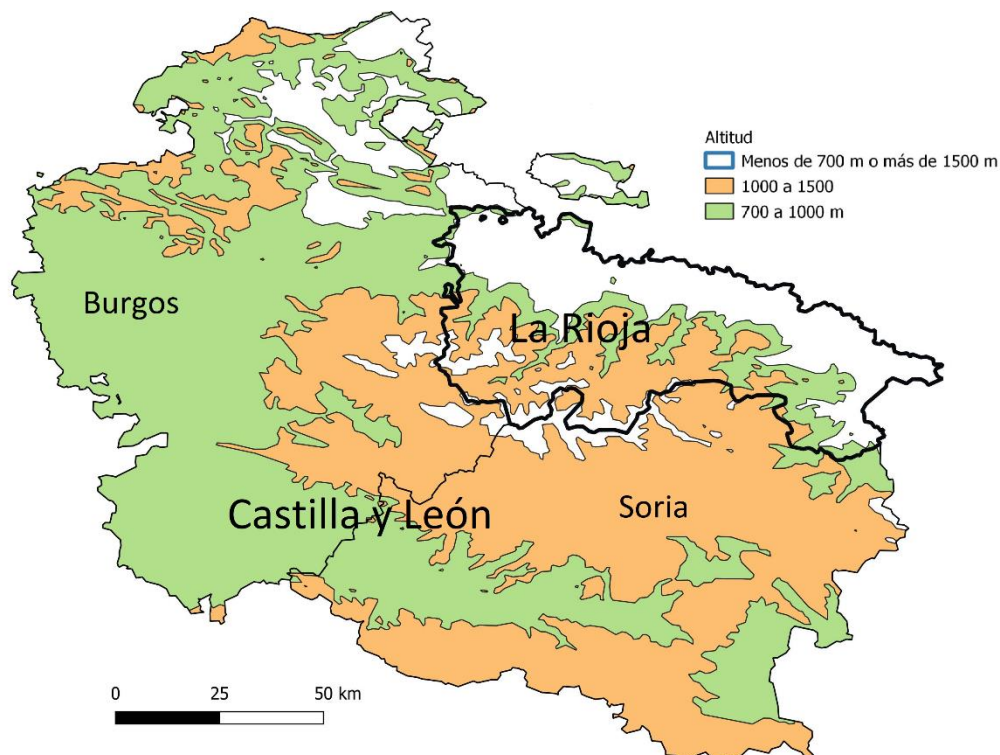 Altitud
Menos de 700 m o más de 1500 m
1000 a 1500
700 a 1000 m
Burgos
La Rioja
Castilla y León
Soria
0 25 50 km